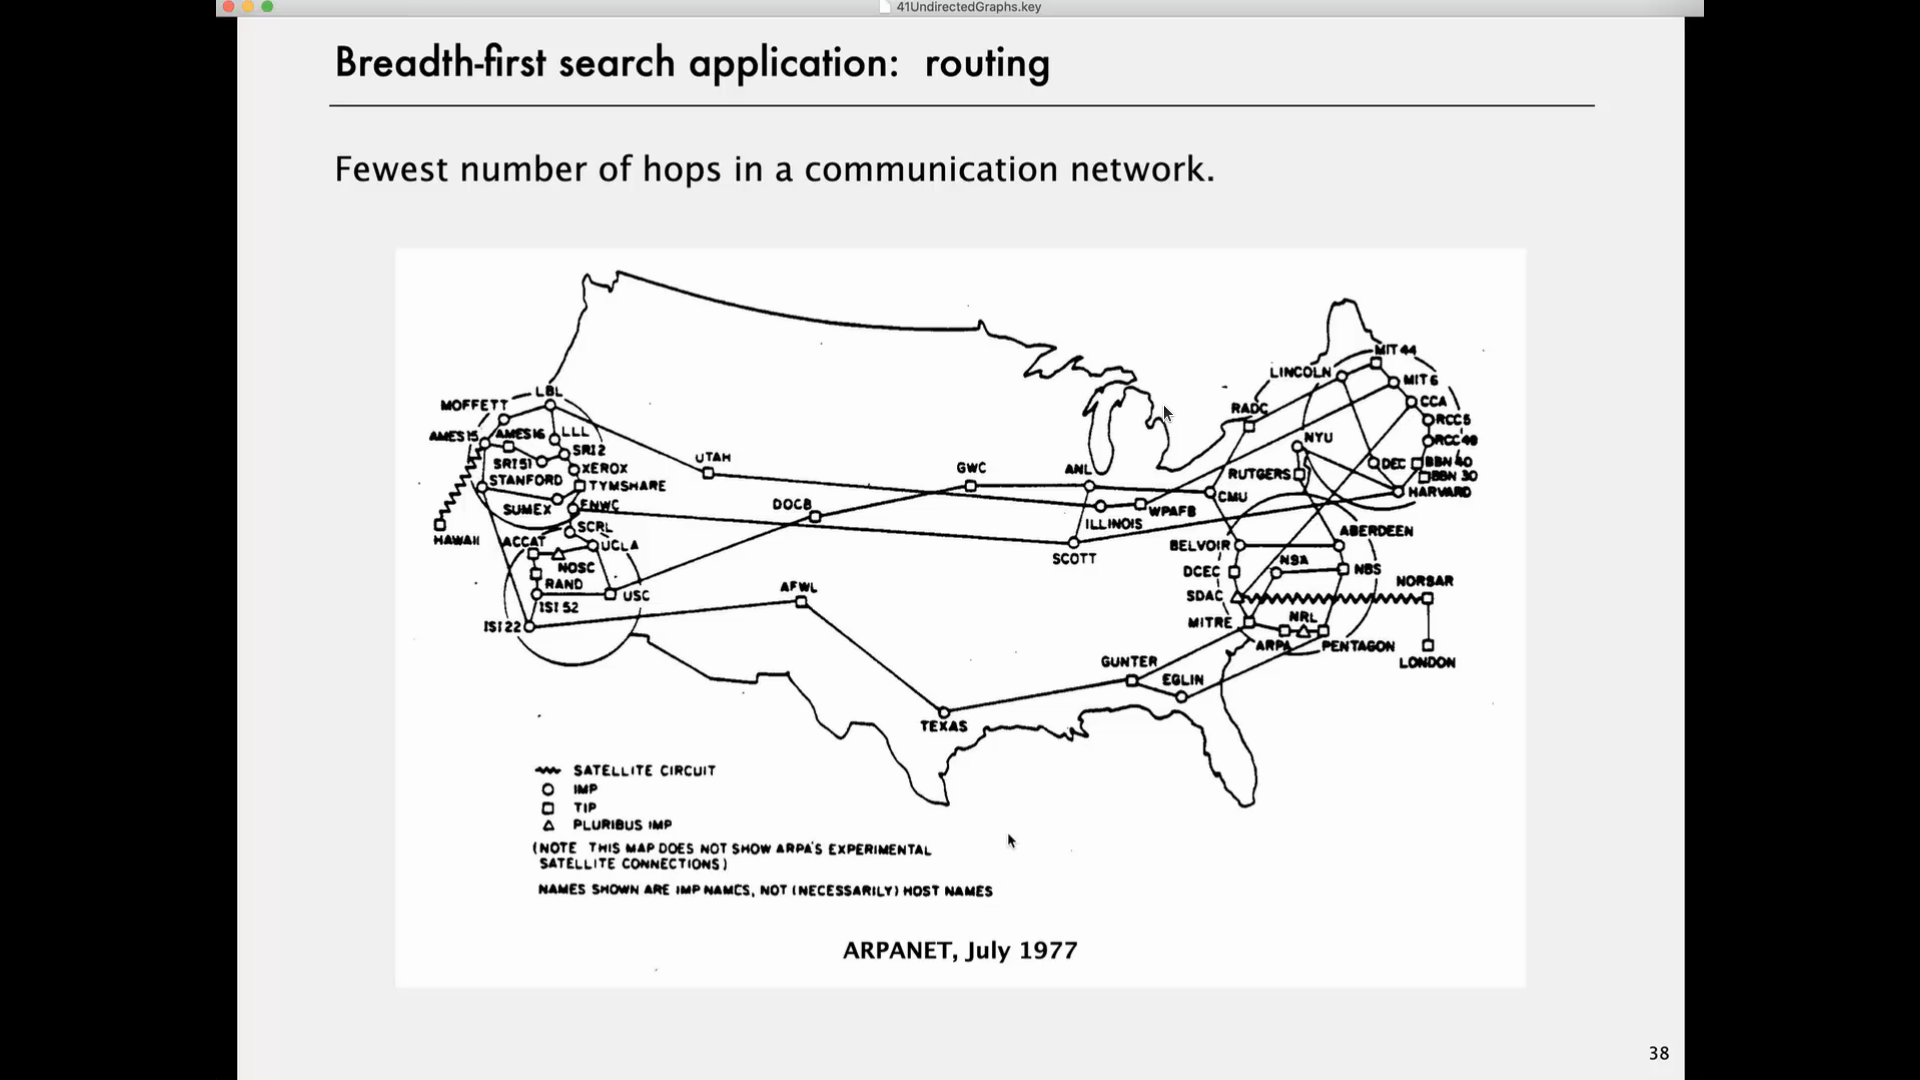 41UndirectedGraphs.key
Breadth-first search application: routing
Fewest number of hops in a communication network.
MIT 44
LINCOLN
MIT 6
LBL
MOFFETT
CCA
RADC
RCC 5
AMES 15
AMES 16
LLL
NYU
RCC 49
SRI 2
UTAH
SRI 51
XEROX
GWC
ANL
RUTGERS
DEC
BBN 40
BBN 30
STANFORD
TYMSHARE
CMU
HARVARD
SUMEX
FNWC
DOCB
WPAFB
ILLINOIS
SCRL
HAWAII
ACCAT
UCLA
SCOTT
BELVOIR
ABERDEEN
NOSC
NSA
DCEC
NBS
RAND
AFWL
NORSAR
USC
SDAC
ISI 52
ISI 22
MITRE
NRL
ARPA
PENTAGON
GUNTER
LONDON
EGLIN
TEXAS
SATELLITE CIRCUIT
IMP
TIP
PLURIBUS IMP
(NOTE THIS MAP DOES NOT SHOW ARPA'S EXPERIMENTAL
SATELLITE CONNECTIONS)
NAMES SHOWN ARE IMP NAMES, NOT (NECESSARILY) HOST NAMES
ARPANET, July 1977
38